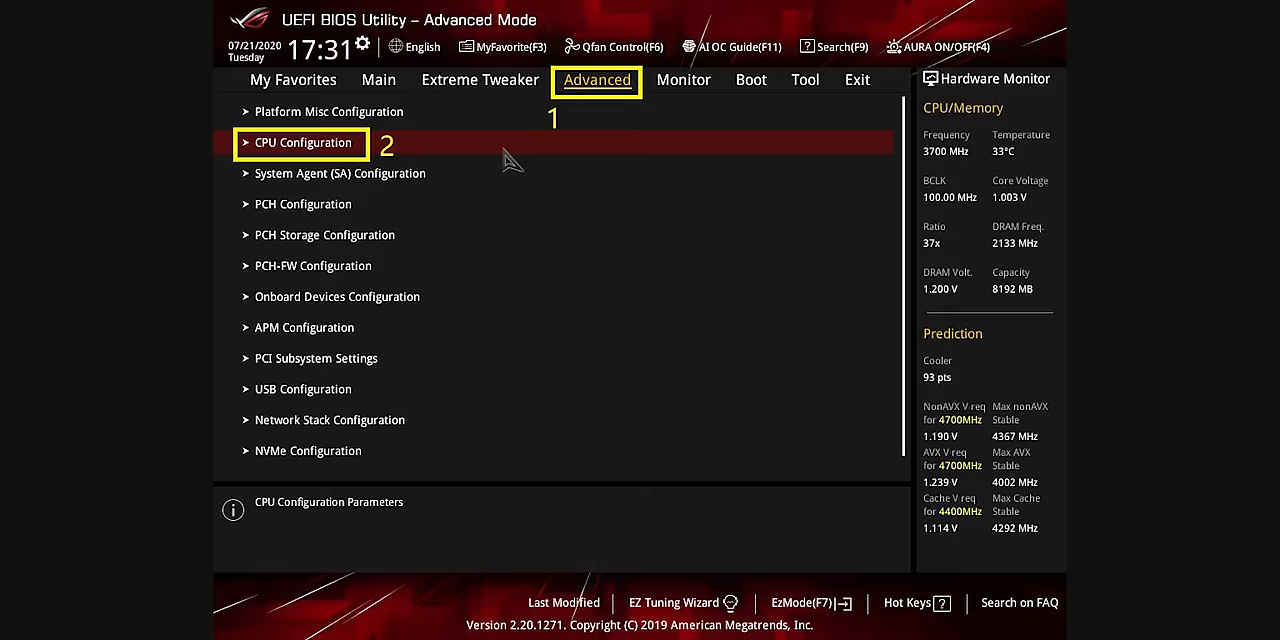 UEFI BIOS Utility – Advanced Mode
07/21/2020
Tuesday
17:31
English
MyFavorite(F3)
Qfan Control(F6)
AI OC Guide(F11)
Search(F9)
AURA ON/OFF(F4)
My Favorites
Main
Extreme Tweaker
Advanced
Monitor
Boot
Tool
Exit
1
Platform Misc Configuration
CPU Configuration
2
System Agent (SA) Configuration
PCH Configuration
PCH Storage Configuration
PCH-FW Configuration
Onboard Devices Configuration
APM Configuration
PCI Subsystem Settings
USB Configuration
Network Stack Configuration
NVMe Configuration
CPU Configuration Parameters
Hardware Monitor
CPU/Memory
Frequency Temperature
3700 MHz 33°C
BCLK Core Voltage
100.00 MHz 1.003 V
Ratio DRAM Freq.
37x 2133 MHz
DRAM Volt. Capacity
1.200 V 8192 MB
Prediction
Cooler
93 pts
NonAVX V req Max nonAVX
for 4700MHz Stable
1.190 V 4367 MHz
AVX V req Max AVX
for 4700MHz Stable
1.239 V 4002 MHz
Cache V req Max Cache
for 4400MHz Stable
1.114 V 4292 MHz
Last Modified
EZ Tuning Wizard
EzMode(F7)
Hot Keys ?
Search on FAQ
Version 2.20.1271. Copyright (C) 2019 American Megatrends, Inc.